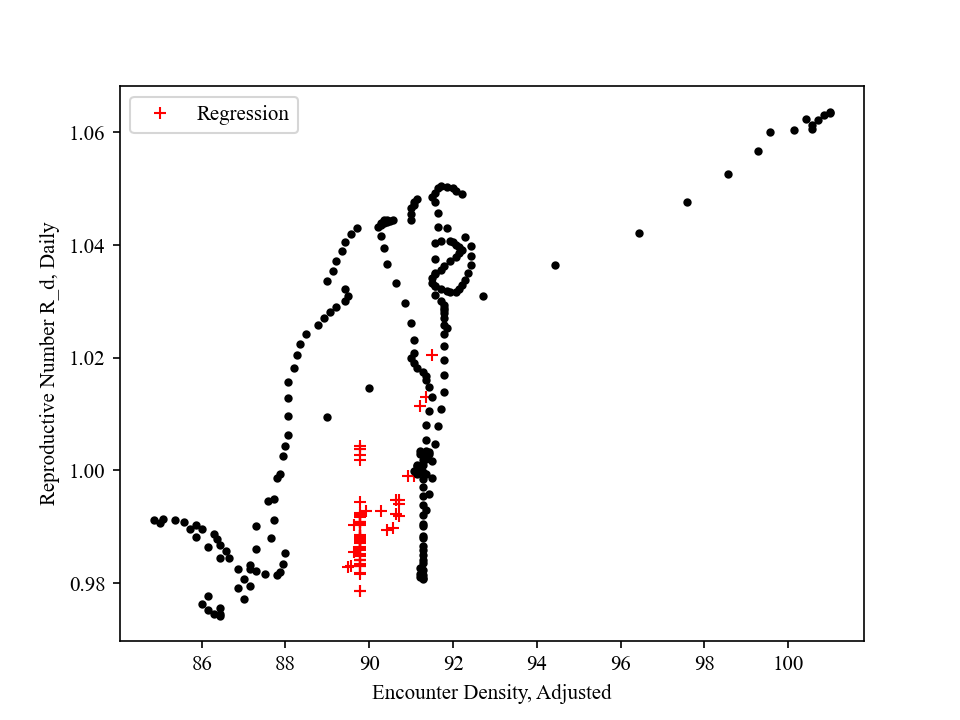 Regression
1.06
1.04
1.02
1.00
0.98
Reproductive Number R_d, Daily
86 88 90 92 94 96 98 100
Encounter Density, Adjusted